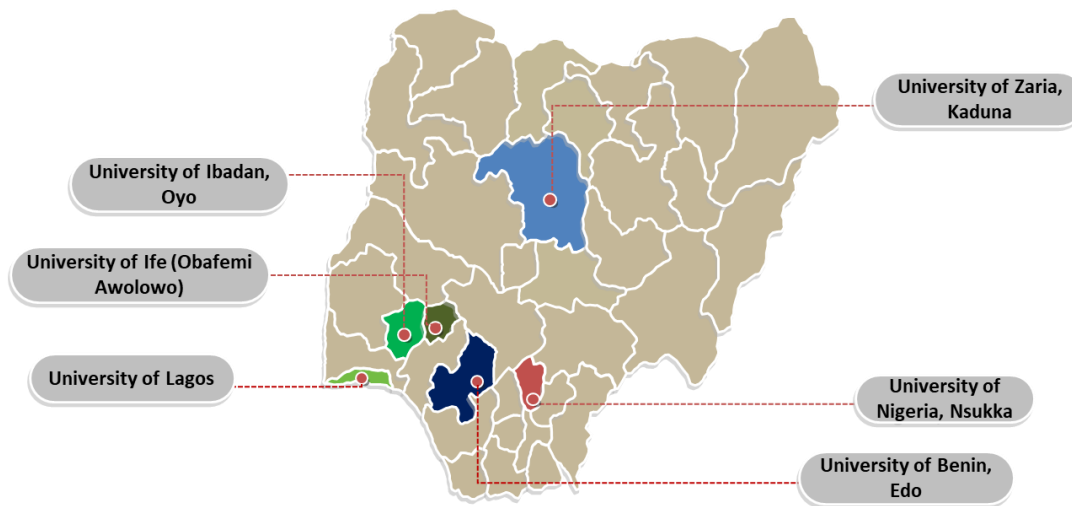 University of Zaria,
Kaduna
University of Ibadan,
Oyo
University of Ife (Obafemi
Awolowo)
University of Lagos
University of
Nigeria, Nsukka
University of Benin,
Edo